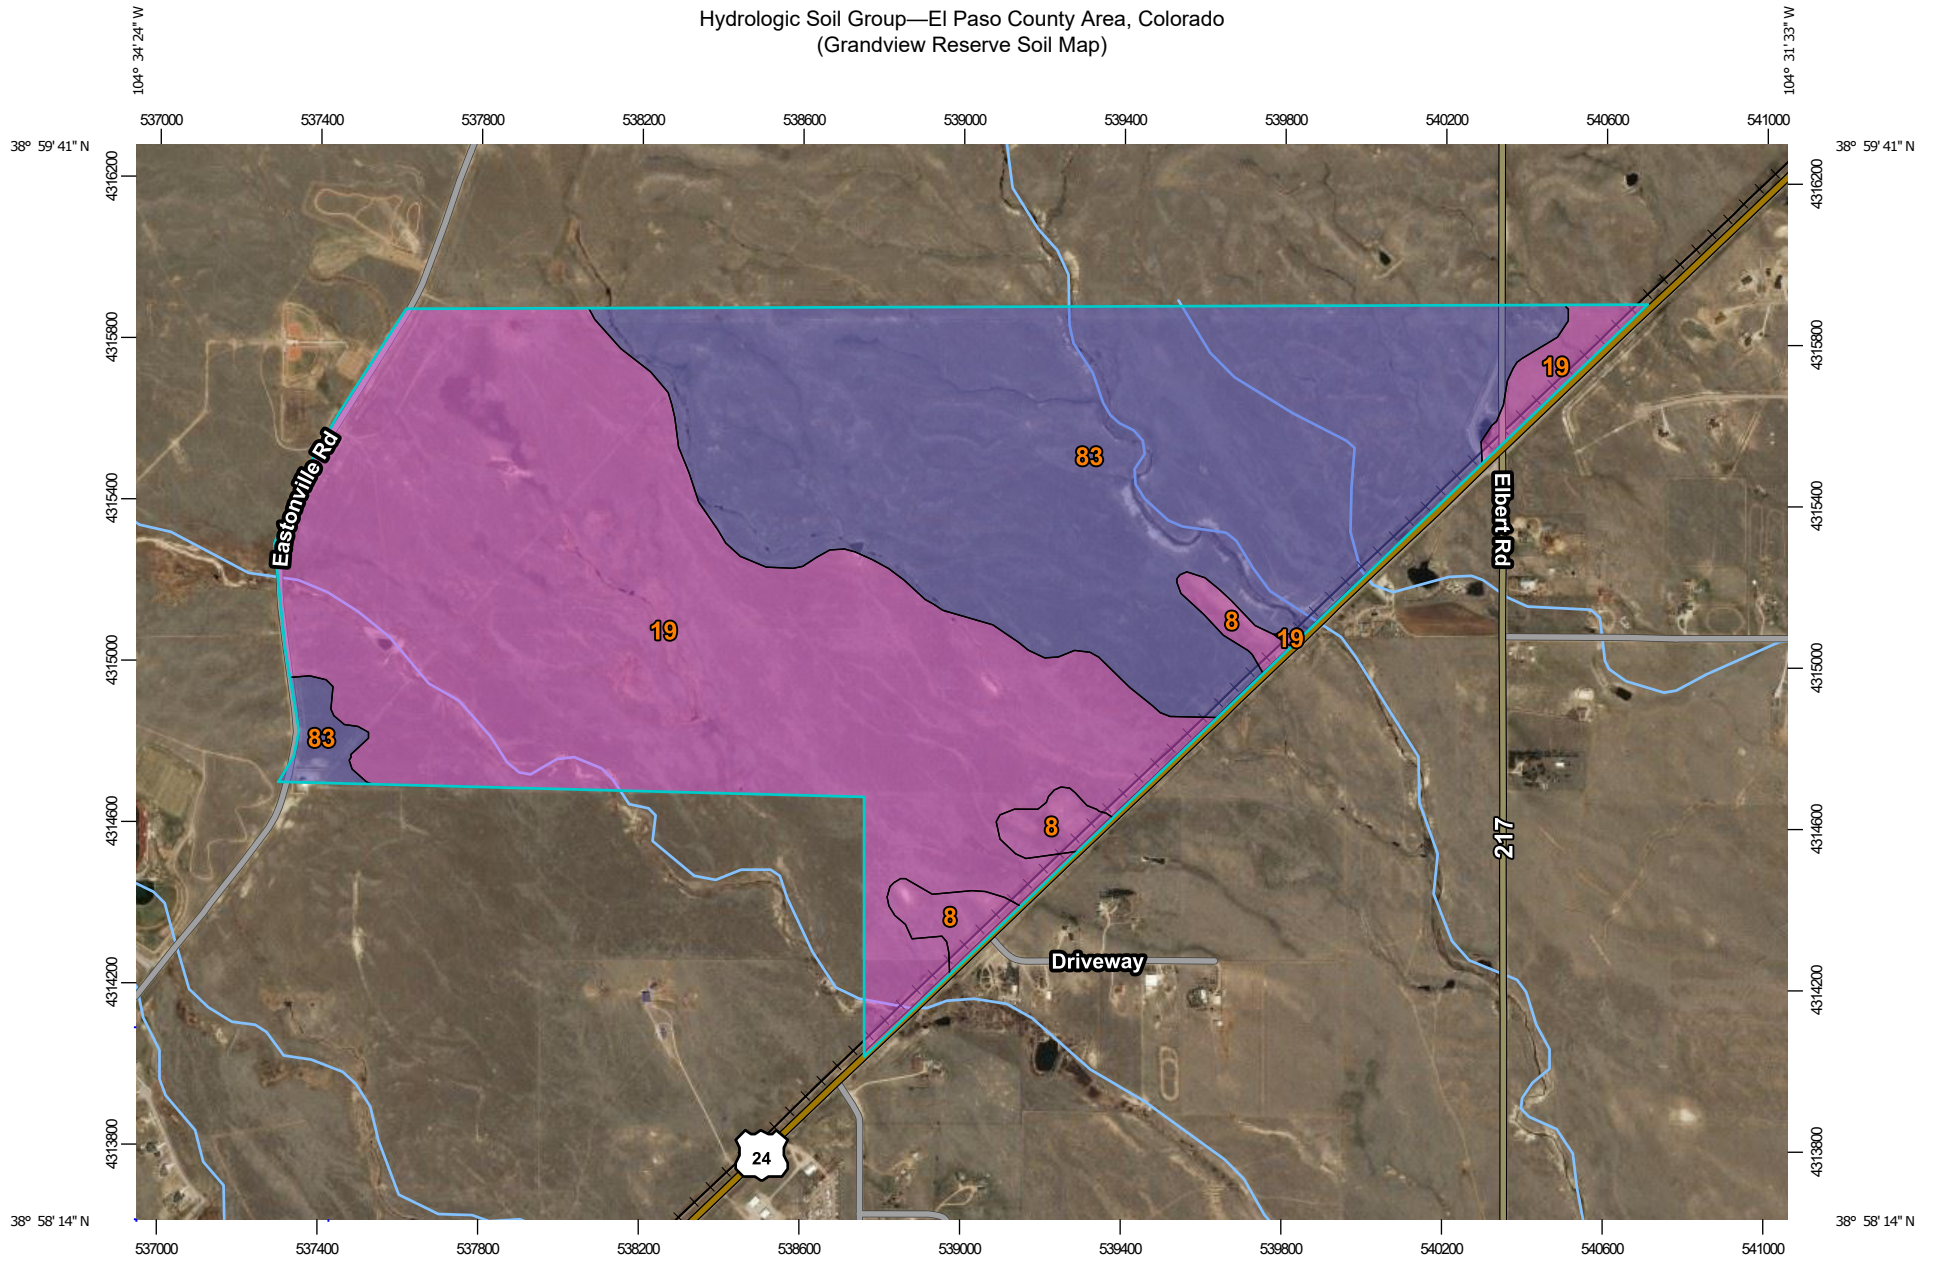 Hydrologic Soil Group—El Paso County Area, Colorado
(Grandview Reserve Soil Map)
104° 34' 24" W
104° 31' 33" W
537000 537400 537800 538200 538600 539000 539400 539800 540200 540600 541000
38° 59' 41" N
38° 59' 41" N
4316200
4316200
4315800
4315800
19
Eastonville Rd
83
4315400
4315400
Elbert Rd
19
8
19
4315000
4315000
83
4314600
8
217
4314600
8
Driveway
4314200
4314200
4313800
4313800
24
38° 58' 14" N
38° 58' 14" N
537000 537400 537800 538200 538600 539000 539400 539800 540200 540600 541000